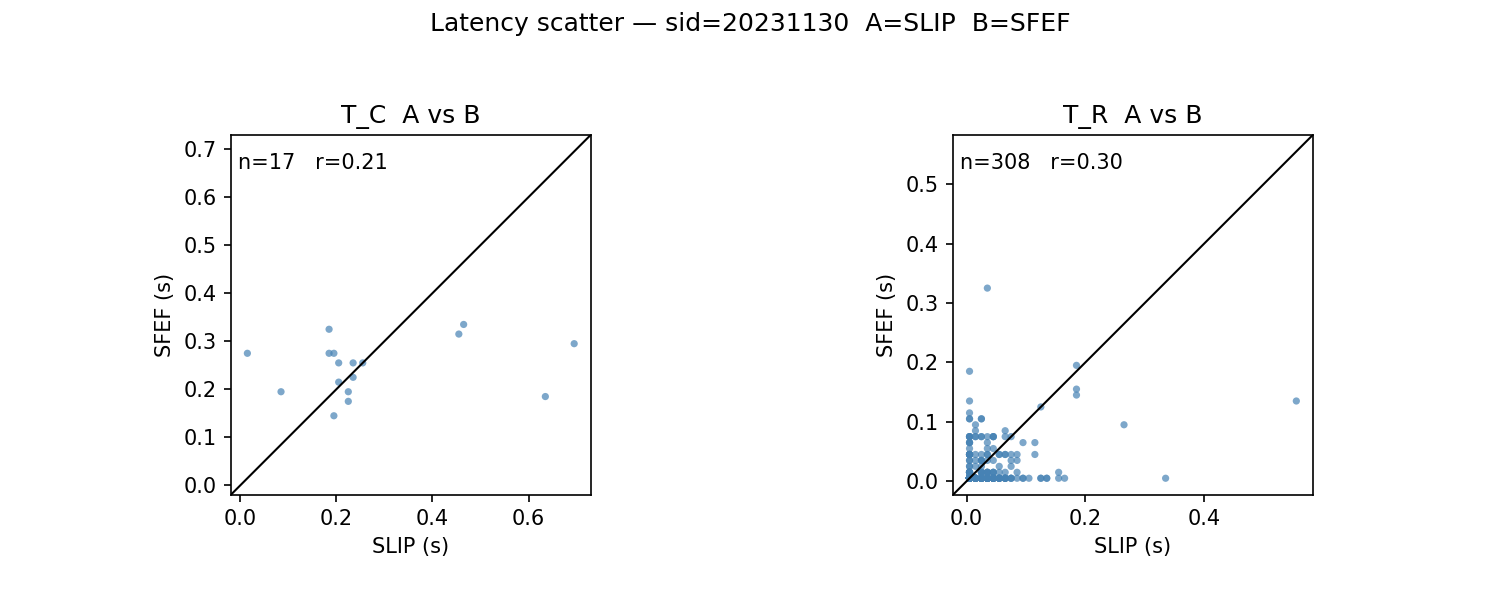 Latency scatter — sid=20231130  A=SLIP  B=SFEF
T_C  A vs B
n=17   r=0.21
0.7
0.6
0.5
0.4
0.3
0.2
0.1
0.0
SFEF (s)
0.0 0.2 0.4 0.6
SLIP (s)
T_R  A vs B
n=308   r=0.30
0.5
0.4
0.3
0.2
0.1
0.0
SFEF (s)
0.0 0.2 0.4
SLIP (s)